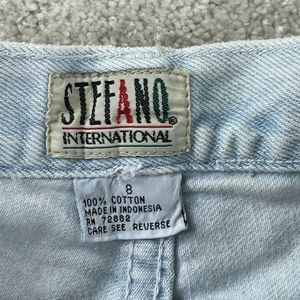 STEFANO®
INTERNATIONAL
8
100% COTTON
MADE IN INDONESIA
RN 72882
CARE SEE REVERSE